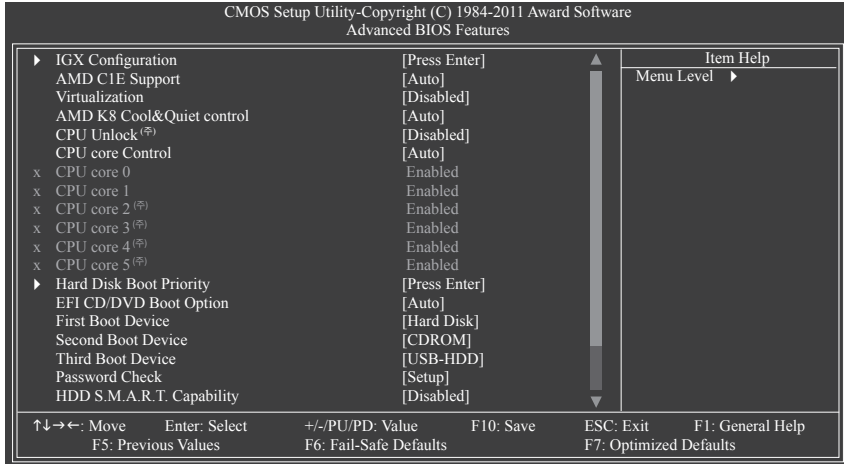 CMOS Setup Utility-Copyright (C) 1984-2011 Award Software
Advanced BIOS Features
▶ IGX Configuration [Press Enter] Item Help
AMD C1E Support [Auto] Menu Level ▶
Virtualization [Disabled]
AMD K8 Cool&Quiet control [Auto]
CPU Unlock (주) [Disabled]
CPU core Control [Auto]
x CPU core 0 Enabled
x CPU core 1 Enabled
x CPU core 2 (주) Enabled
x CPU core 3 (주) Enabled
x CPU core 4 (주) Enabled
x CPU core 5 (주) Enabled
▶ Hard Disk Boot Priority [Press Enter]
EFI CD/DVD Boot Option [Auto]
First Boot Device [Hard Disk]
Second Boot Device [CDROM]
Third Boot Device [USB-HDD]
Password Check [Setup]
HDD S.M.A.R.T. Capability [Disabled]
↑↓→←: Move Enter: Select +/-/PU/PD: Value F10: Save ESC: Exit F1: General Help
F5: Previous Values F6: Fail-Safe Defaults F7: Optimized Defaults